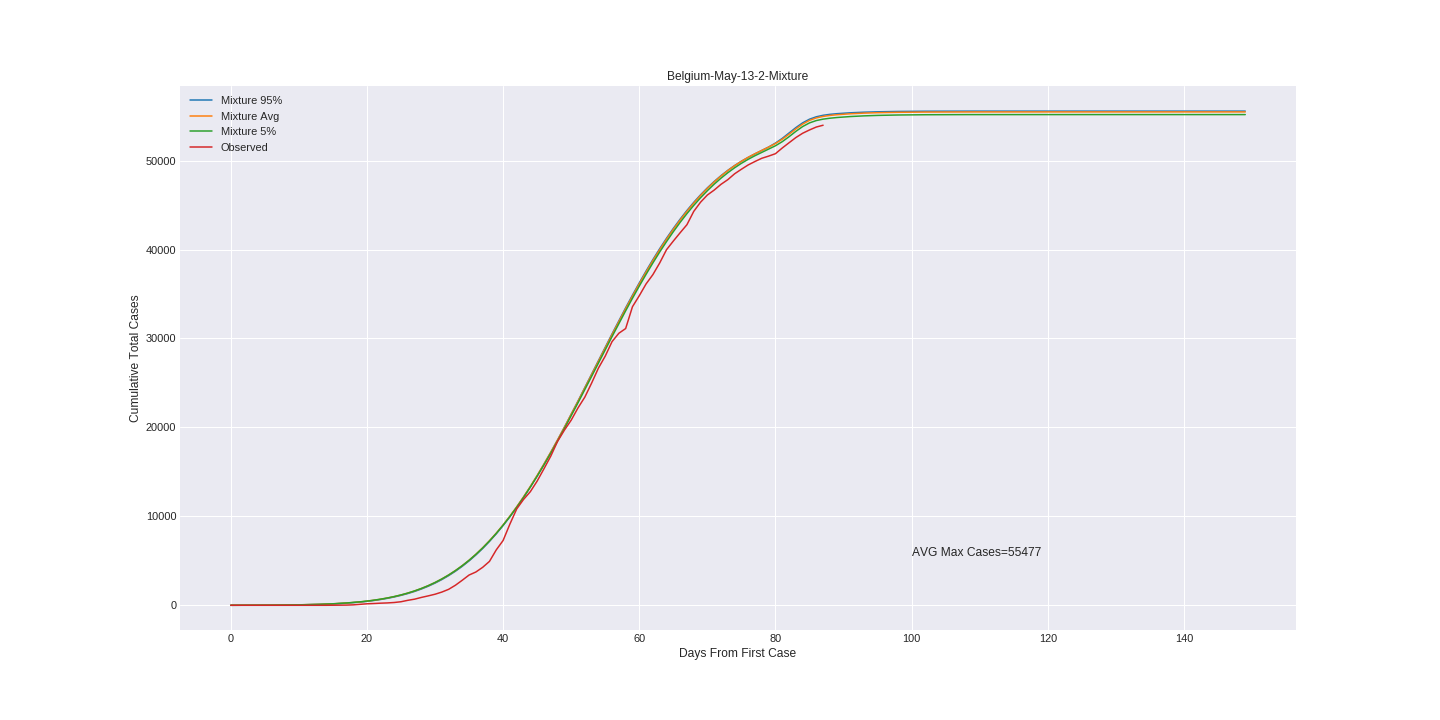 Belgium-May-13-2-Mixture
Mixture 95%
Mixture Avg
Mixture 5%
Observed
Cumulative Total Cases
50000
40000
30000
20000
10000
0
AVG Max Cases=55477
0 20 40 60 80 100 120 140
Days From First Case